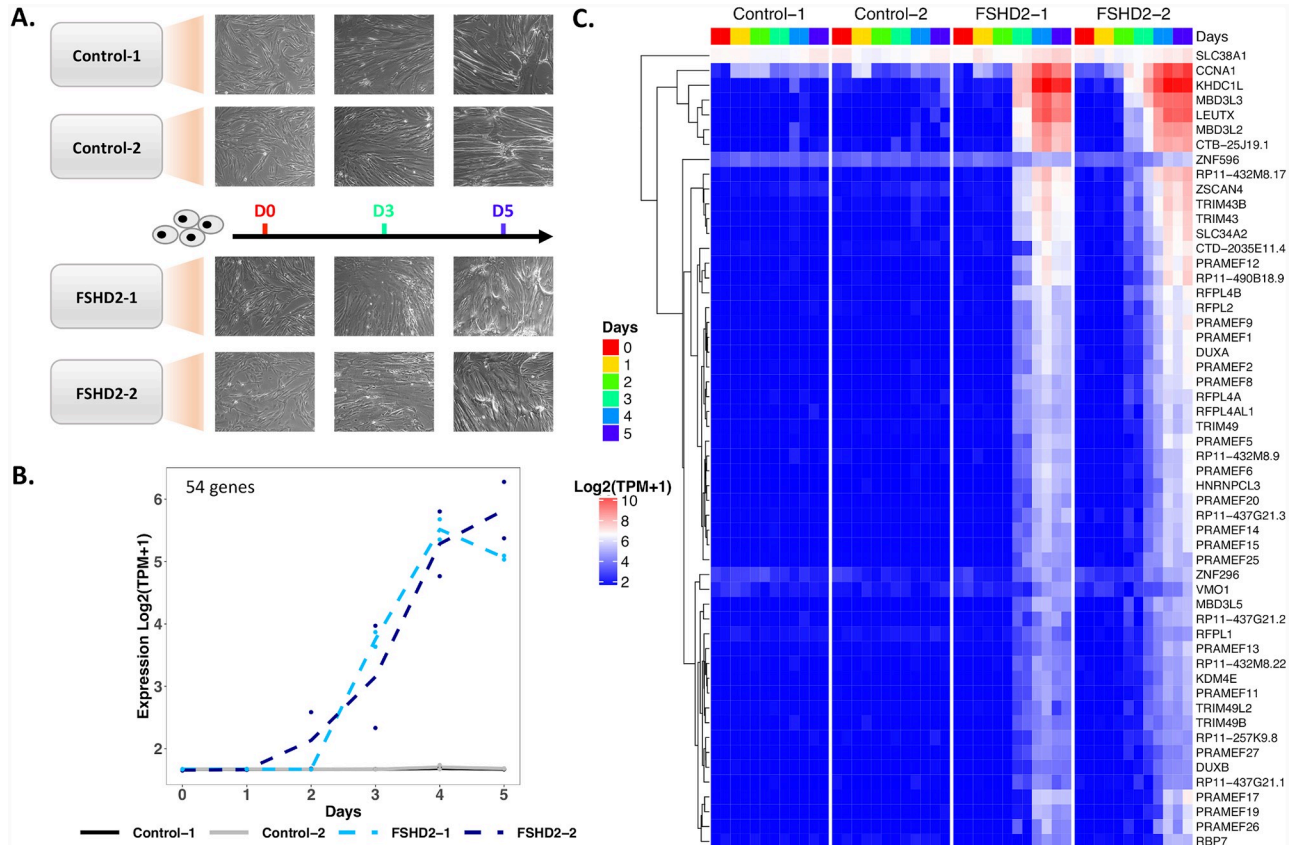 A.
Control-1
Control-2
D0 D3 D5
FSHD2-1
FSHD2-2
B.
54 genes
Expression Log2(TPM+1)
6
5
4
3
2
0 1 2 3 4 5
Days
Control−1 Control−2 FSHD2−1 FSHD2−2
C.
Control−1 Control−2 FSHD2−1 FSHD2−2
Days
SLC38A1
CCNA1
KHDC1L
MBD3L3
LEUTX
MBD3L2
CTB−25J19.1
ZNF596
RP11−432M8.17
ZSCAN4
TRIM43B
TRIM43
SLC34A2
CTD−2035E11.4
PRAMEF12
RP11−490B18.9
RFPL4B
RFPL2
PRAMEF9
PRAMEF1
DUXA
PRAMEF2
PRAMEF8
RFPL4A
RFPL4AL1
TRIM49
PRAMEF5
RP11−432M8.9
PRAMEF6
HNRNPCL3
PRAMEF20
RP11−437G21.3
PRAMEF14
PRAMEF15
PRAMEF25
ZNF296
VMO1
MBD3L5
RP11−437G21.2
RFPL1
PRAMEF13
RP11−432M8.22
KDM4E
PRAMEF11
TRIM49L2
TRIM49B
RP11−257K9.8
PRAMEF27
DUXB
RP11−437G21.1
PRAMEF17
PRAMEF19
PRAMEF26
RBP7
Days
0
1
2
3
4
5
Log2(TPM+1)
10
8
6
4
2